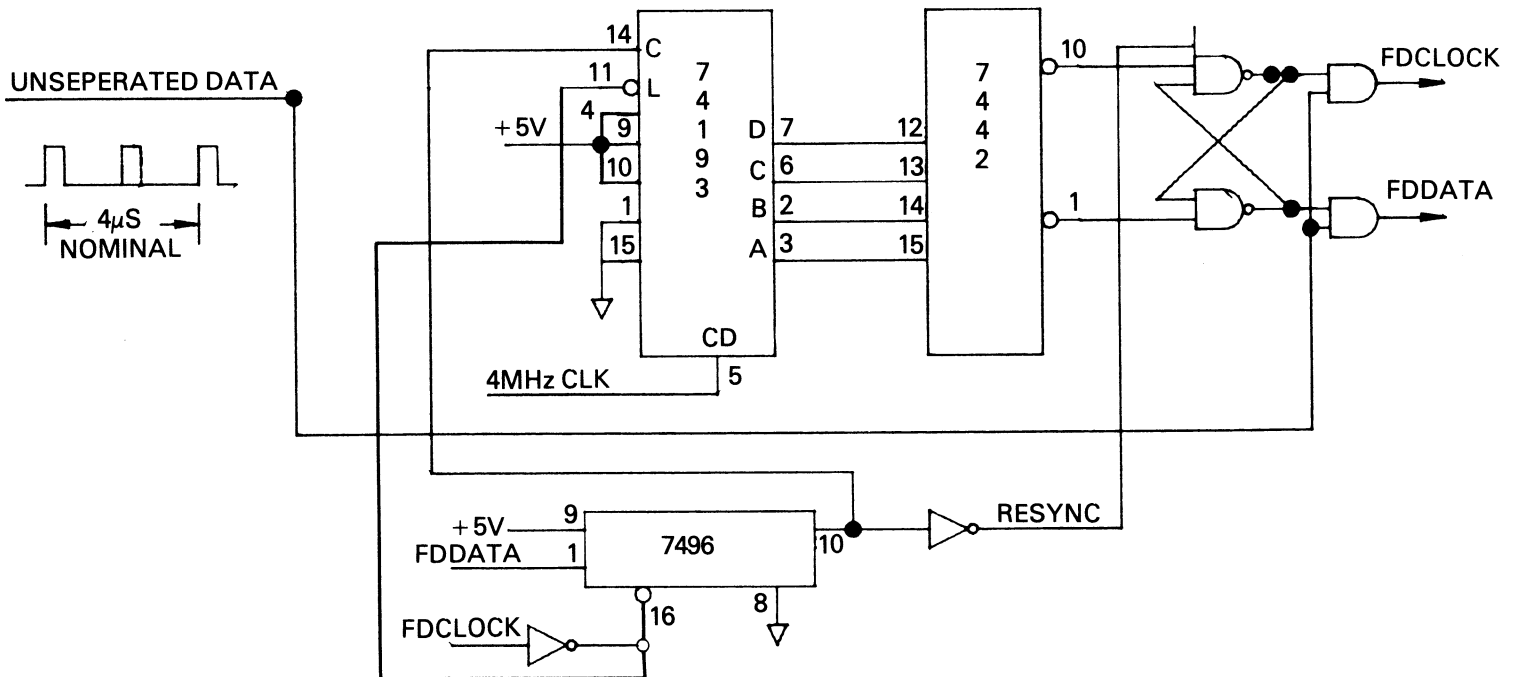 UNSEPERATED DATA
4μS
NOMINAL
14
C
11
L
4
+5V
9
10
1
15
7
4
1
9
3
D
7
C
6
B
2
A
3
CD
5
4MHz CLK
12
13
14
15
7
4
4
2
10
1
FDCLOCK
FDDATA
+5V
9
FDDATA
1
7496
10
RESYNC
16
8
FDCLOCK